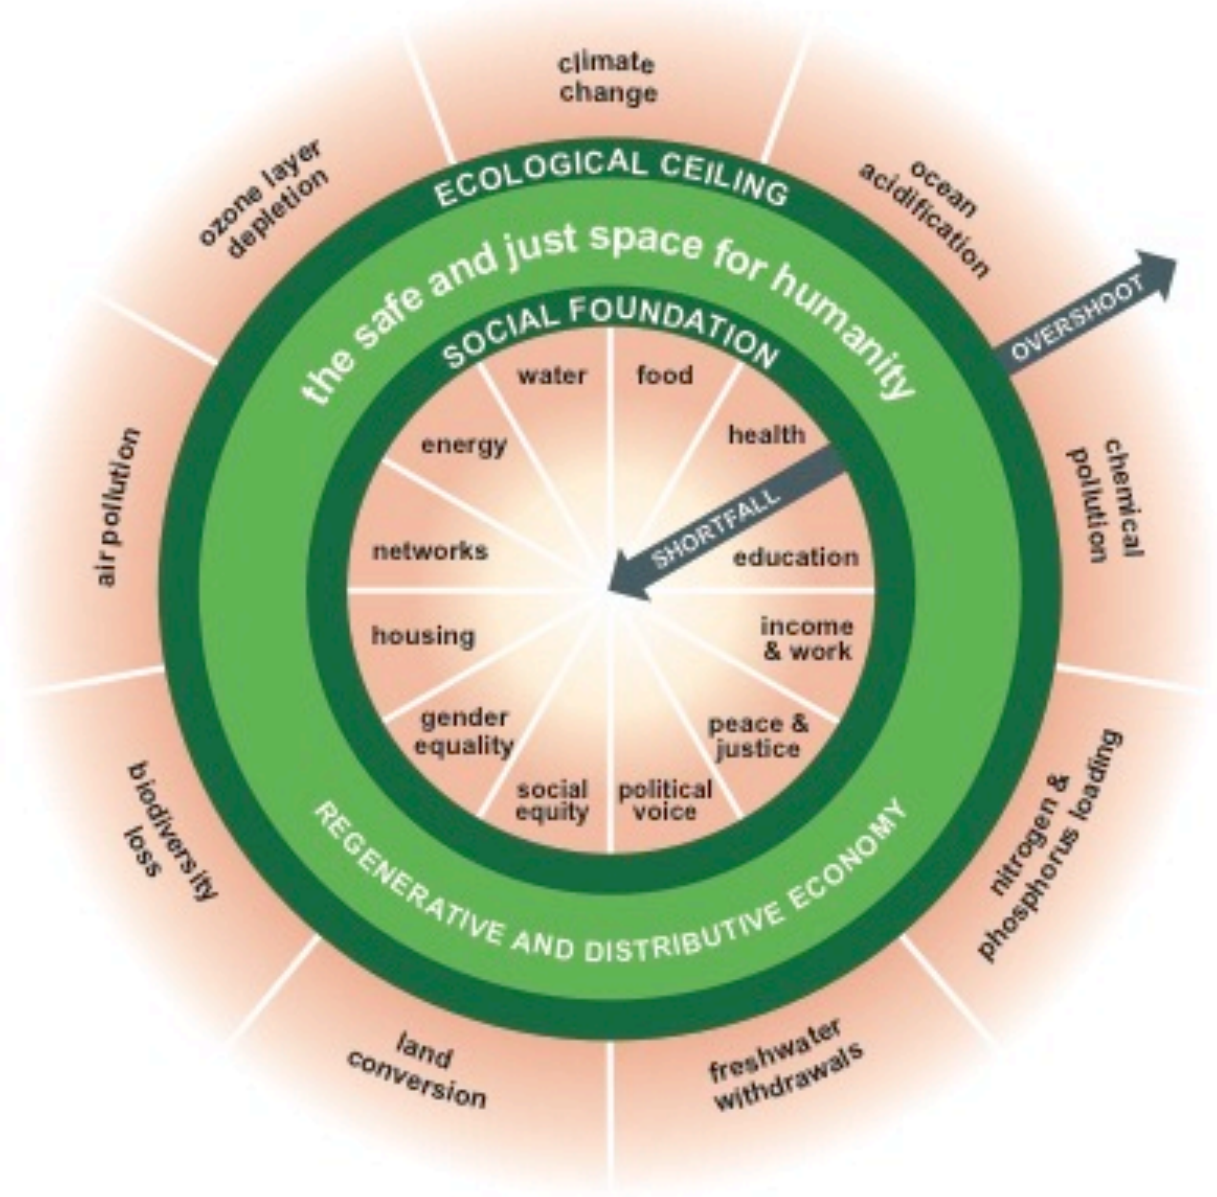 climate
change
ocean
acidification
OVERSHOOT
chemical
pollution
nitrogen &
phosphorus loading
freshwater
withdrawals
land
conversion
biodiversity
loss
air pollution
ozone layer
depletion
ECOLOGICAL CEILING
the safe and just space for humanity
SOCIAL FOUNDATION
water
food
health
SHORTFALL
education
income
& work
peace &
justice
political
voice
social
equity
gender
equality
housing
networks
energy
REGENERATIVE AND DISTRIBUTIVE ECONOMY